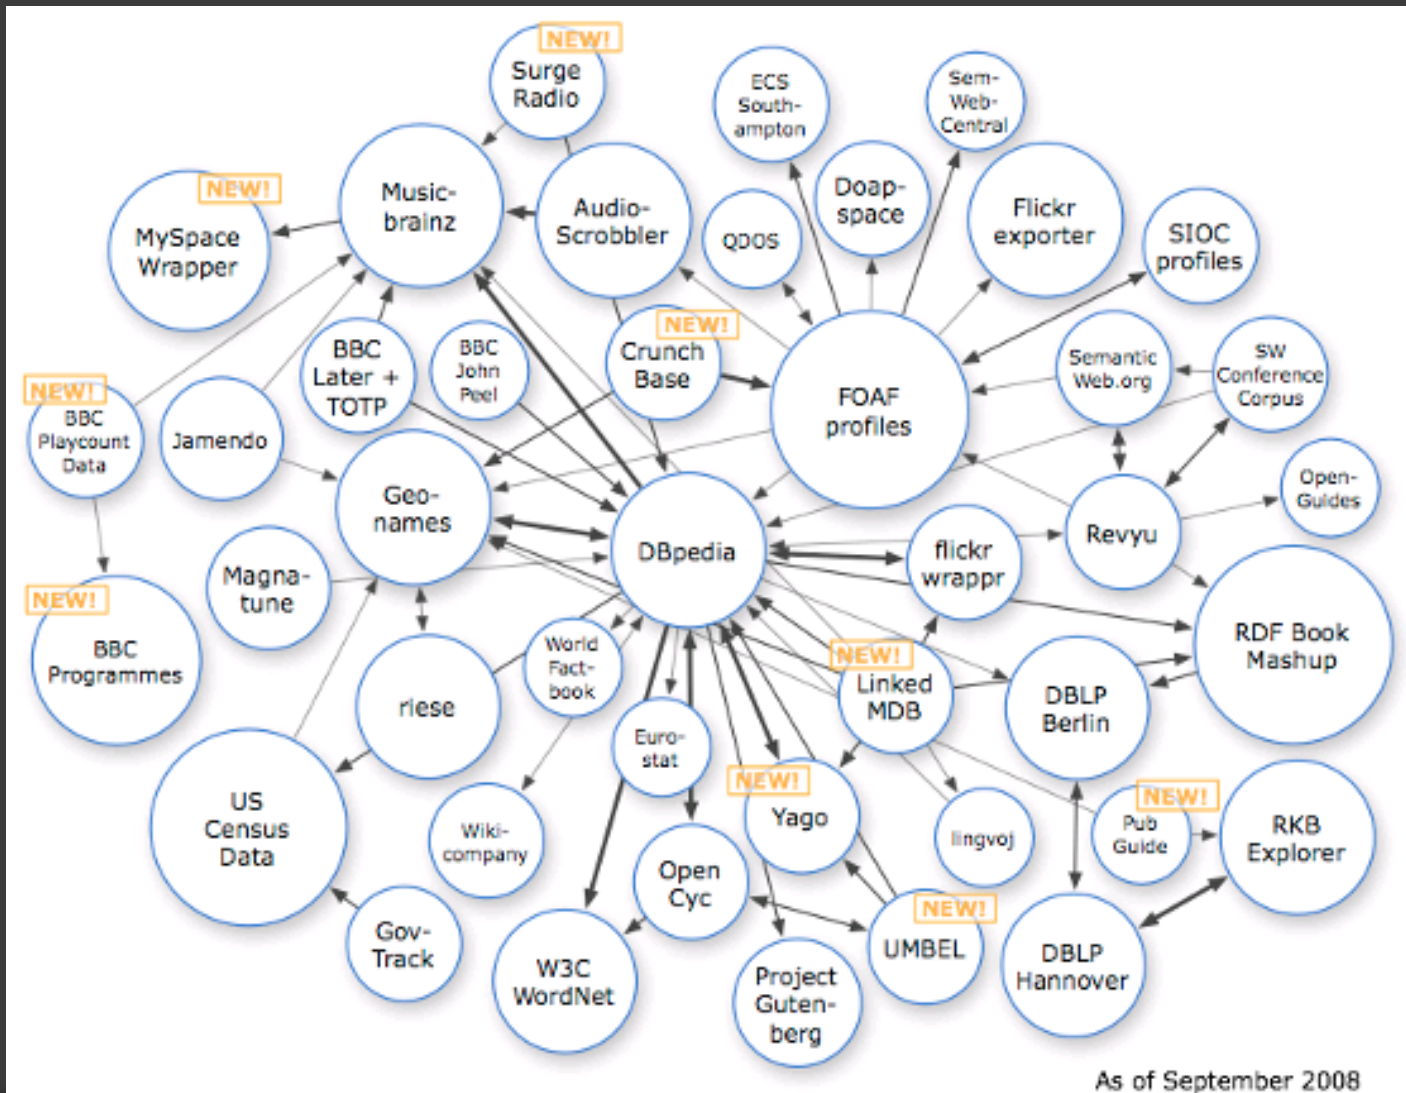 NEW!
Surge
Radio
ECS
South-
ampton
Sem-
Web-
Central
NEW!
MySpace
Wrapper
Music-
brainz
Audio-
Scrobbler
QDOS
Doap-
space
Flickr
exporter
SIOC
profiles
NEW!
BBC
Playcount
Data
Jamendo
BBC
Later +
TOTP
BBC
John
Peel
NEW!
Crunch
Base
FOAF
profiles
Semantic
Web.org
SW
Conference
Corpus
Open-
Guides
Geo-
names
DBpedia
flickr
wrappr
Revyu
Magna-
tune
NEW!
BBC
Programmes
riese
World
Fact-
book
NEW!
Linked
MDB
DBLP
Berlin
RDF Book
Mashup
Euro-
stat
US
Census
Data
Wiki-
company
NEW!
Yago
lingvoj
NEW!
Pub
Guide
RKB
Explorer
Open
Cyc
Gov-
Track
W3C
WordNet
Project
Guten-
berg
NEW!
UMBEL
DBLP
Hannover
As of September 2008